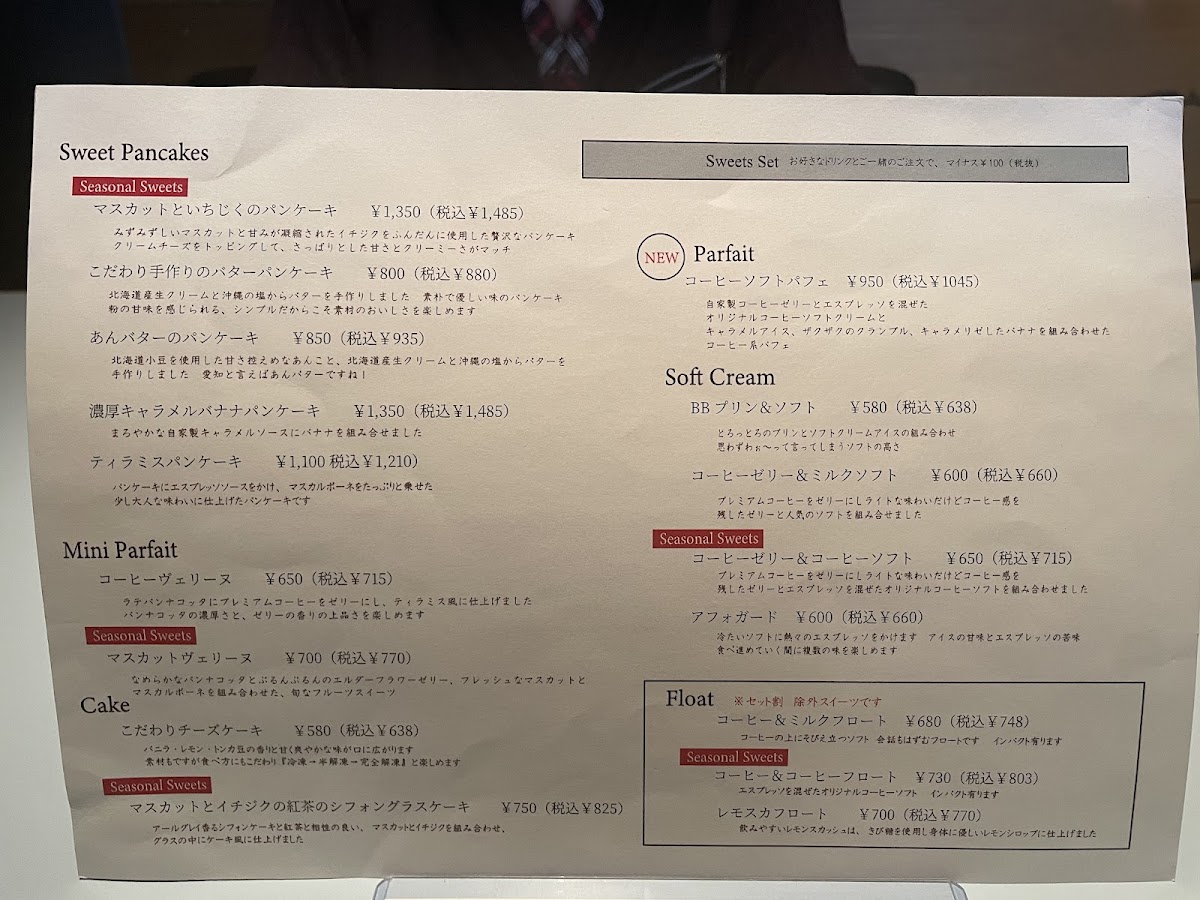 Sweet Pancakes
Seasonal Sweets
マスカットといちじくのパンケーキ ￥1,350（税込￥1,485）
みずみずしいマスカットと甘みが凝縮されたイチジクをふんだんに使用した贅沢なパンケーキ
クリームチーズをトッピングして、さっぱりとした甘さとクリーミーさがマッチ
こだわり手作りのバターパンケーキ ￥800（税込￥880）
北海道産生クリームと沖縄の塩からバターを手作りしました 素朴で優しい味のパンケーキ
粉の甘味を感じられる、シンプルだからこそ素材のおいしさを楽しめます
あんバターのパンケーキ ￥850（税込￥935）
北海道小豆を使用した甘さ控えめなあんこと、北海道産生クリームと沖縄の塩からバターを
手作りしました 愛知と言えばあんバターですね！
濃厚キャラメルバナナパンケーキ ￥1,350（税込￥1,485）
まろやかな自家製キャラメルソースにバナナを組み合せました
ティラミスパンケーキ ￥1,100 税込￥1,210）
パンケーキにエスプレッソソースをかけ、マスカルポーネをたっぷりと乗せた
少し大人な味わいに仕上げたパンケーキです
Mini Parfait
コーヒーヴェリーヌ ￥650（税込￥715）
ラテパンナコッタにプレミアムコーヒーをゼリーにし、ティラミス風に仕上げました
パンナコッタの濃厚さと、ゼリーの香りの上品さを楽しめます
Seasonal Sweets
マスカットヴェリーヌ ￥700（税込￥770）
なめらかなパンナコッタとぷるんぷるんのエルダーフラワーゼリー、フレッシュなマスカットと
マスカルポーネを組み合わせた、旬なフルーツスイーツ
Cake
こだわりチーズケーキ ￥580（税込￥638）
バニラ・レモン・トンカ豆の香りと甘く爽やかな味が口に広がります
素材もですが食べ方にもこだわり『冷凍→半解凍→完全解凍』と楽しめます
Seasonal Sweets
マスカットとイチジクの紅茶のシフォングラスケーキ ￥750（税込￥825）
アールグレイ香るシフォンケーキと紅茶と相性の良い、マスカットとイチジクを組み合わせ、
グラスの中にケーキ風に仕上げました
Sweets Set お好きなドリンクとご一緒のご注文で、マイナス￥100（税抜）
NEW Parfait
コーヒーソフトパフェ ￥950（税込￥1045）
自家製コーヒーゼリーとエスプレッソを混ぜた
オリジナルコーヒーソフトクリームと
キャラメルアイス、ザクザクのクランブル、キャラメリゼしたバナナを組み合わせた
コーヒー系パフェ
Soft Cream
BB プリン＆ソフト ￥580（税込￥638）
とろっとろのプリンとソフトクリームアイスの組み合わせ
思わずわぉ〜って言ってしまうソフトの高さ
コーヒーゼリー＆ミルクソフト ￥600（税込￥660）
プレミアムコーヒーをゼリーにしライトな味わいだけどコーヒー感を
残したゼリーと人気のソフトを組み合せました
Seasonal Sweets
コーヒーゼリー＆コーヒーソフト ￥650（税込￥715）
プレミアムコーヒーをゼリーにしライトな味わいだけどコーヒー感を
残したゼリーとエスプレッソを混ぜたオリジナルコーヒーソフトを組み合わせました
アフォガード ￥600（税込￥660）
冷たいソフトに熱々のエスプレッソをかけます アイスの甘味とエスプレッソの苦味
食べ進めていく間に複数の味を楽しめます
Float ※セット割 除外スイーツです
コーヒー＆ミルクフロート ￥680（税込￥748）
コーヒーの上にそびえ立つソフト 会話もはずむフロートです インパクト有ります
Seasonal Sweets
コーヒー＆コーヒーフロート ￥730（税込￥803）
エスプレッソを混ぜたオリジナルコーヒーソフト インパクト有ります
レモスカフロート ￥700（税込￥770）
飲みやすいレモンスカッシュは、きび糖を使用し身体に優しいレモンシロップに仕上げました